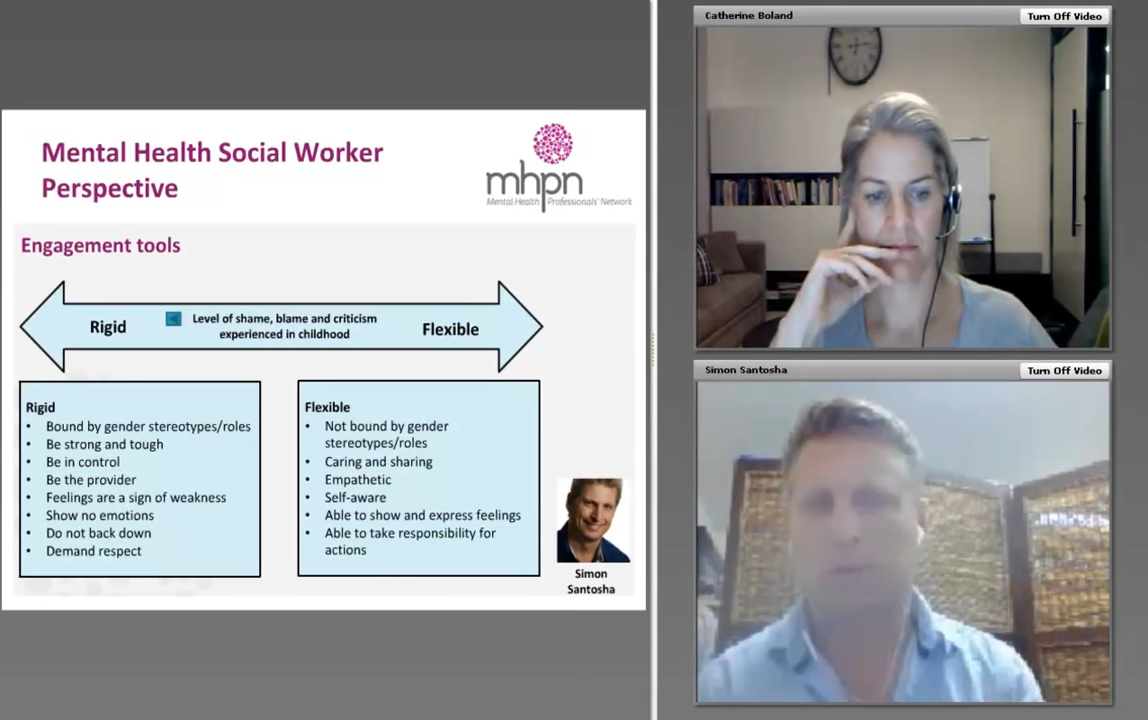 Mental Health Social Worker
Perspective
mhpn
Mental Health Professionals' Network
Engagement tools
Rigid
Level of shame, blame and criticism
experienced in childhood
Flexible
Rigid
• Bound by gender stereotypes/roles
• Be strong and tough
• Be in control
• Be the provider
• Feelings are a sign of weakness
• Show no emotions
• Do not back down
• Demand respect
Flexible
• Not bound by gender
stereotypes/roles
• Caring and sharing
• Empathetic
• Self-aware
• Able to show and express feelings
• Able to take responsibility for
actions
Simon
Santosha
Catherine Boland
Turn Off Video
Simon Santosha
Turn Off Video